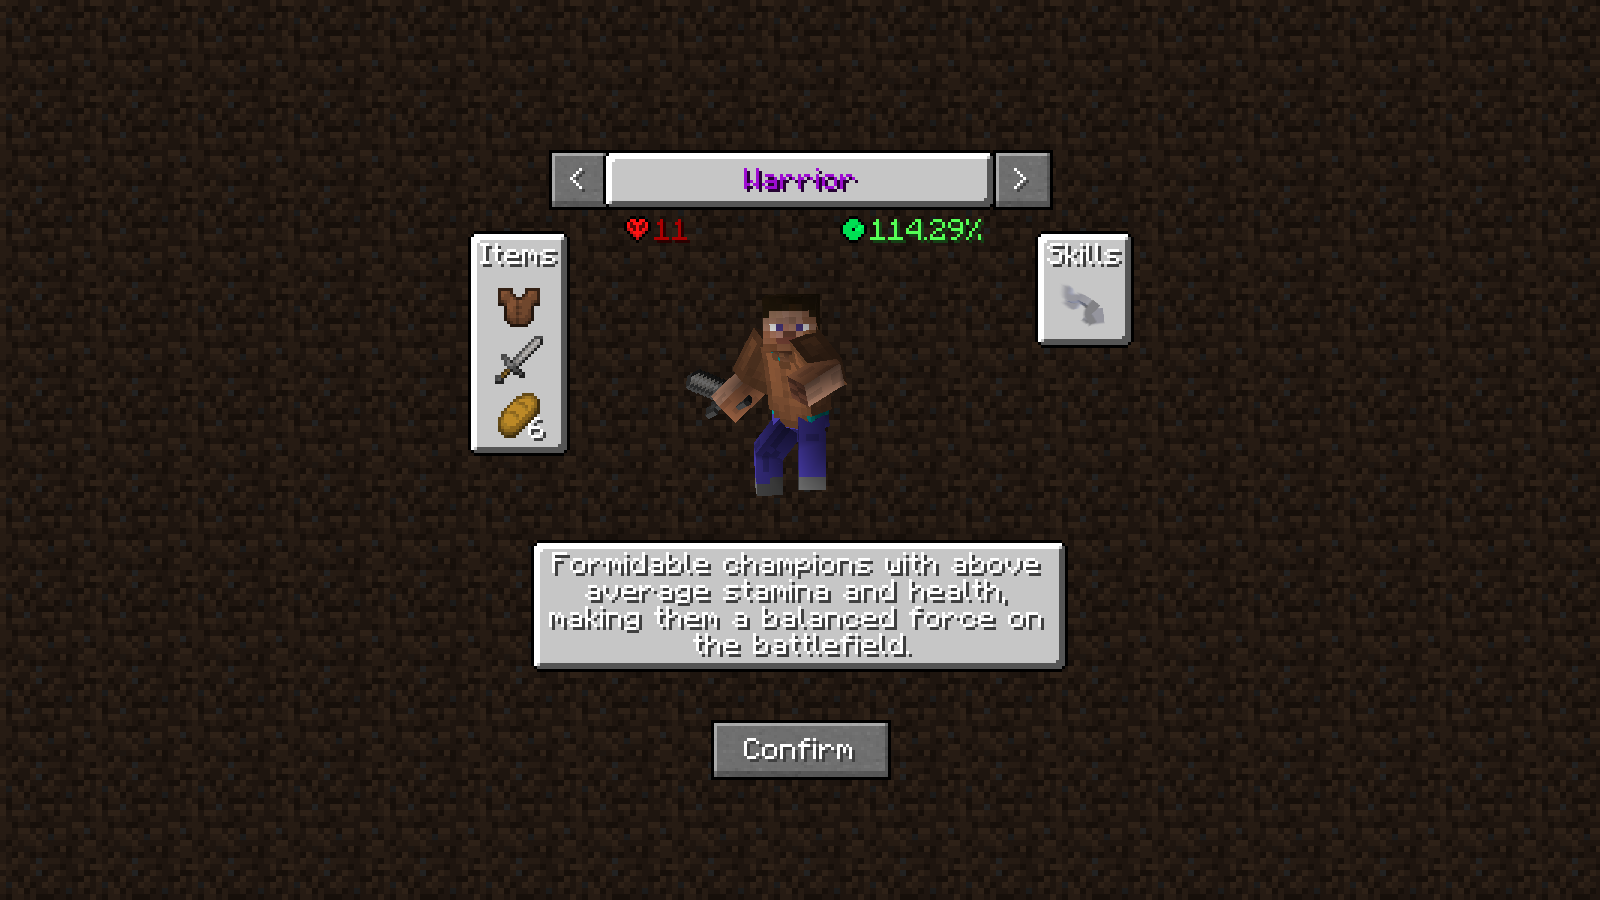 <
Warrior
>
11
114.29%
Items
6
Skills
Formidable champions with above
average stamina and health,
making them a balanced force on
the battlefield.
Confirm